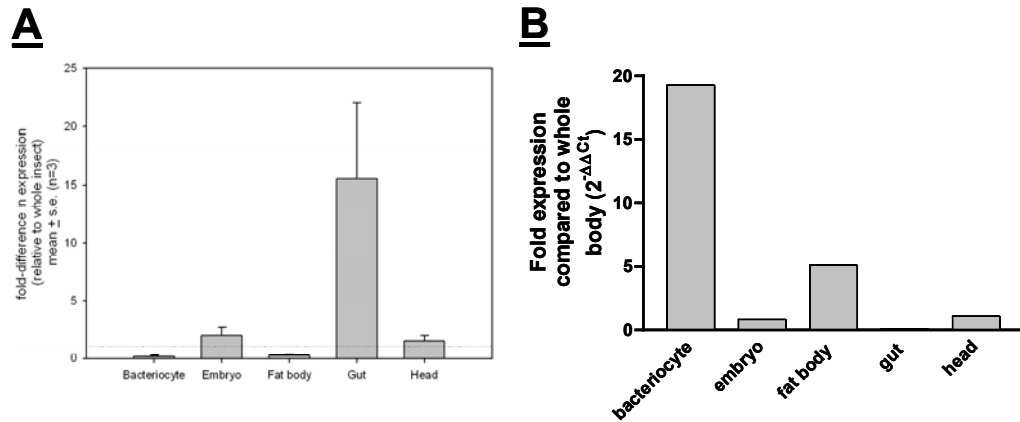 A
25
20
15
10
5
0
fold-difference n expression
(relative to whole insect)
mean ± s.e. (n=3)
Bacteriocyte Embryo Fat body Gut Head
B
20
15
10
5
0
Fold expression
compared to whole
body (2-ΔΔCt)
bacteriocyte
embryo
fat body
gut
head